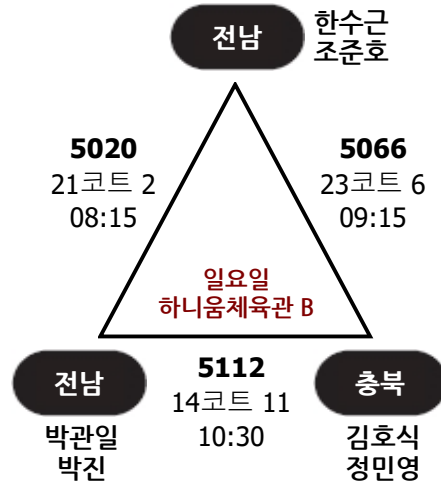 전남
한수근
조준호
5020
21코트 2
08:15
5066
23코트 6
09:15
일요일
하니움체육관 B
전남
박관일
박진
5112
14코트 11
10:30
충북
김호식
정민영